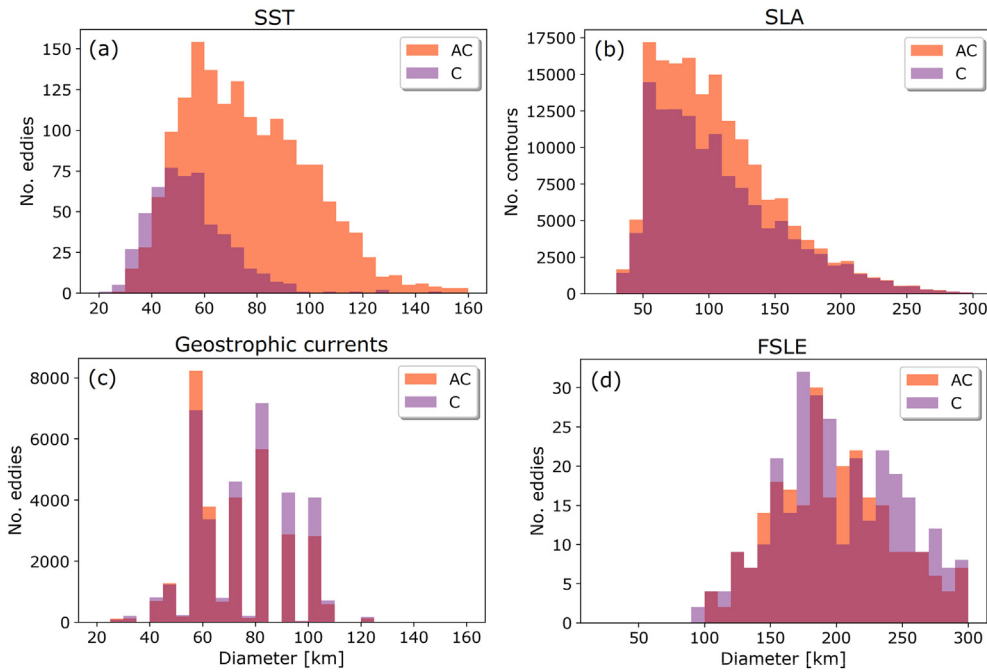 SST
(a)
AC
C
No. eddies
150
125
100
75
50
25
0
20 40 60 80 100 120 140 160
SLA
(b)
AC
C
No. contours
17500
15000
12500
10000
7500
5000
2500
0
50 100 150 200 250 300
Geostrophic currents
(c)
AC
C
No. eddies
8000
6000
4000
2000
0
20 40 60 80 100 120 140 160
Diameter [km]
FSLE
(d)
AC
C
No. eddies
30
25
20
15
10
5
0
50 100 150 200 250 300
Diameter [km]